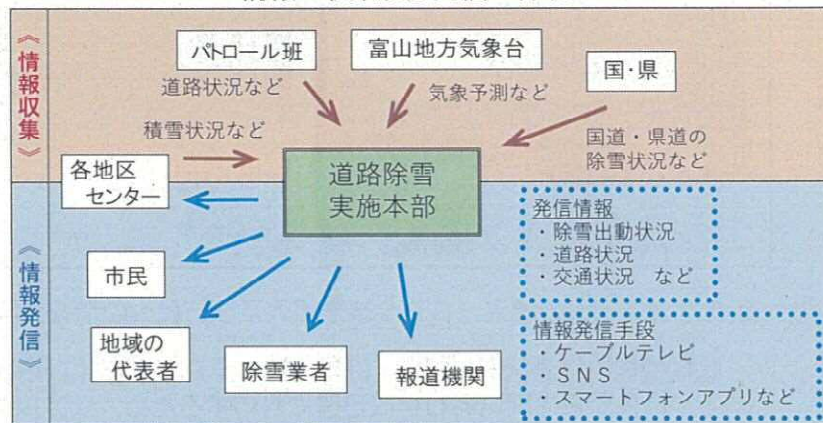 《情報収集》
パトロール班
富山地方気象台
国・県
道路状況など
気象予測など
積雪状況など
国道・県道の
除雪状況など
各地区
センター
道路除雪
実施本部
《情報発信》
市民
地域の
代表者
除雪業者
報道機関
発信情報
・除雪出動状況
・道路状況
・交通状況　など
情報発信手段
・ケーブルテレビ
・ＳＮＳ
・スマートフォンアプリなど